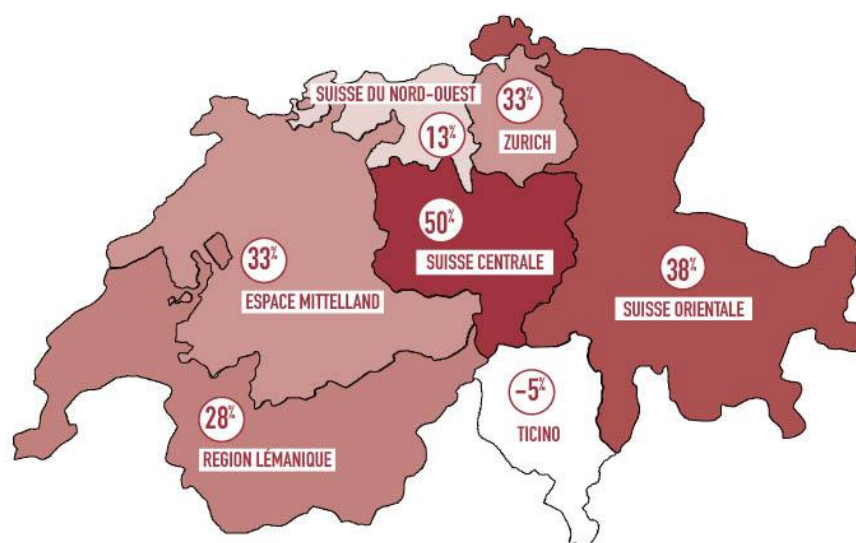 SUISSE DU NORD-OUEST
13%
33%
ZURICH
50%
SUISSE CENTRALE
33%
ESPACE MITTELLAND
38%
SUISSE ORIENTALE
-5%
TICINO
28%
REGION LÉMANIQUE